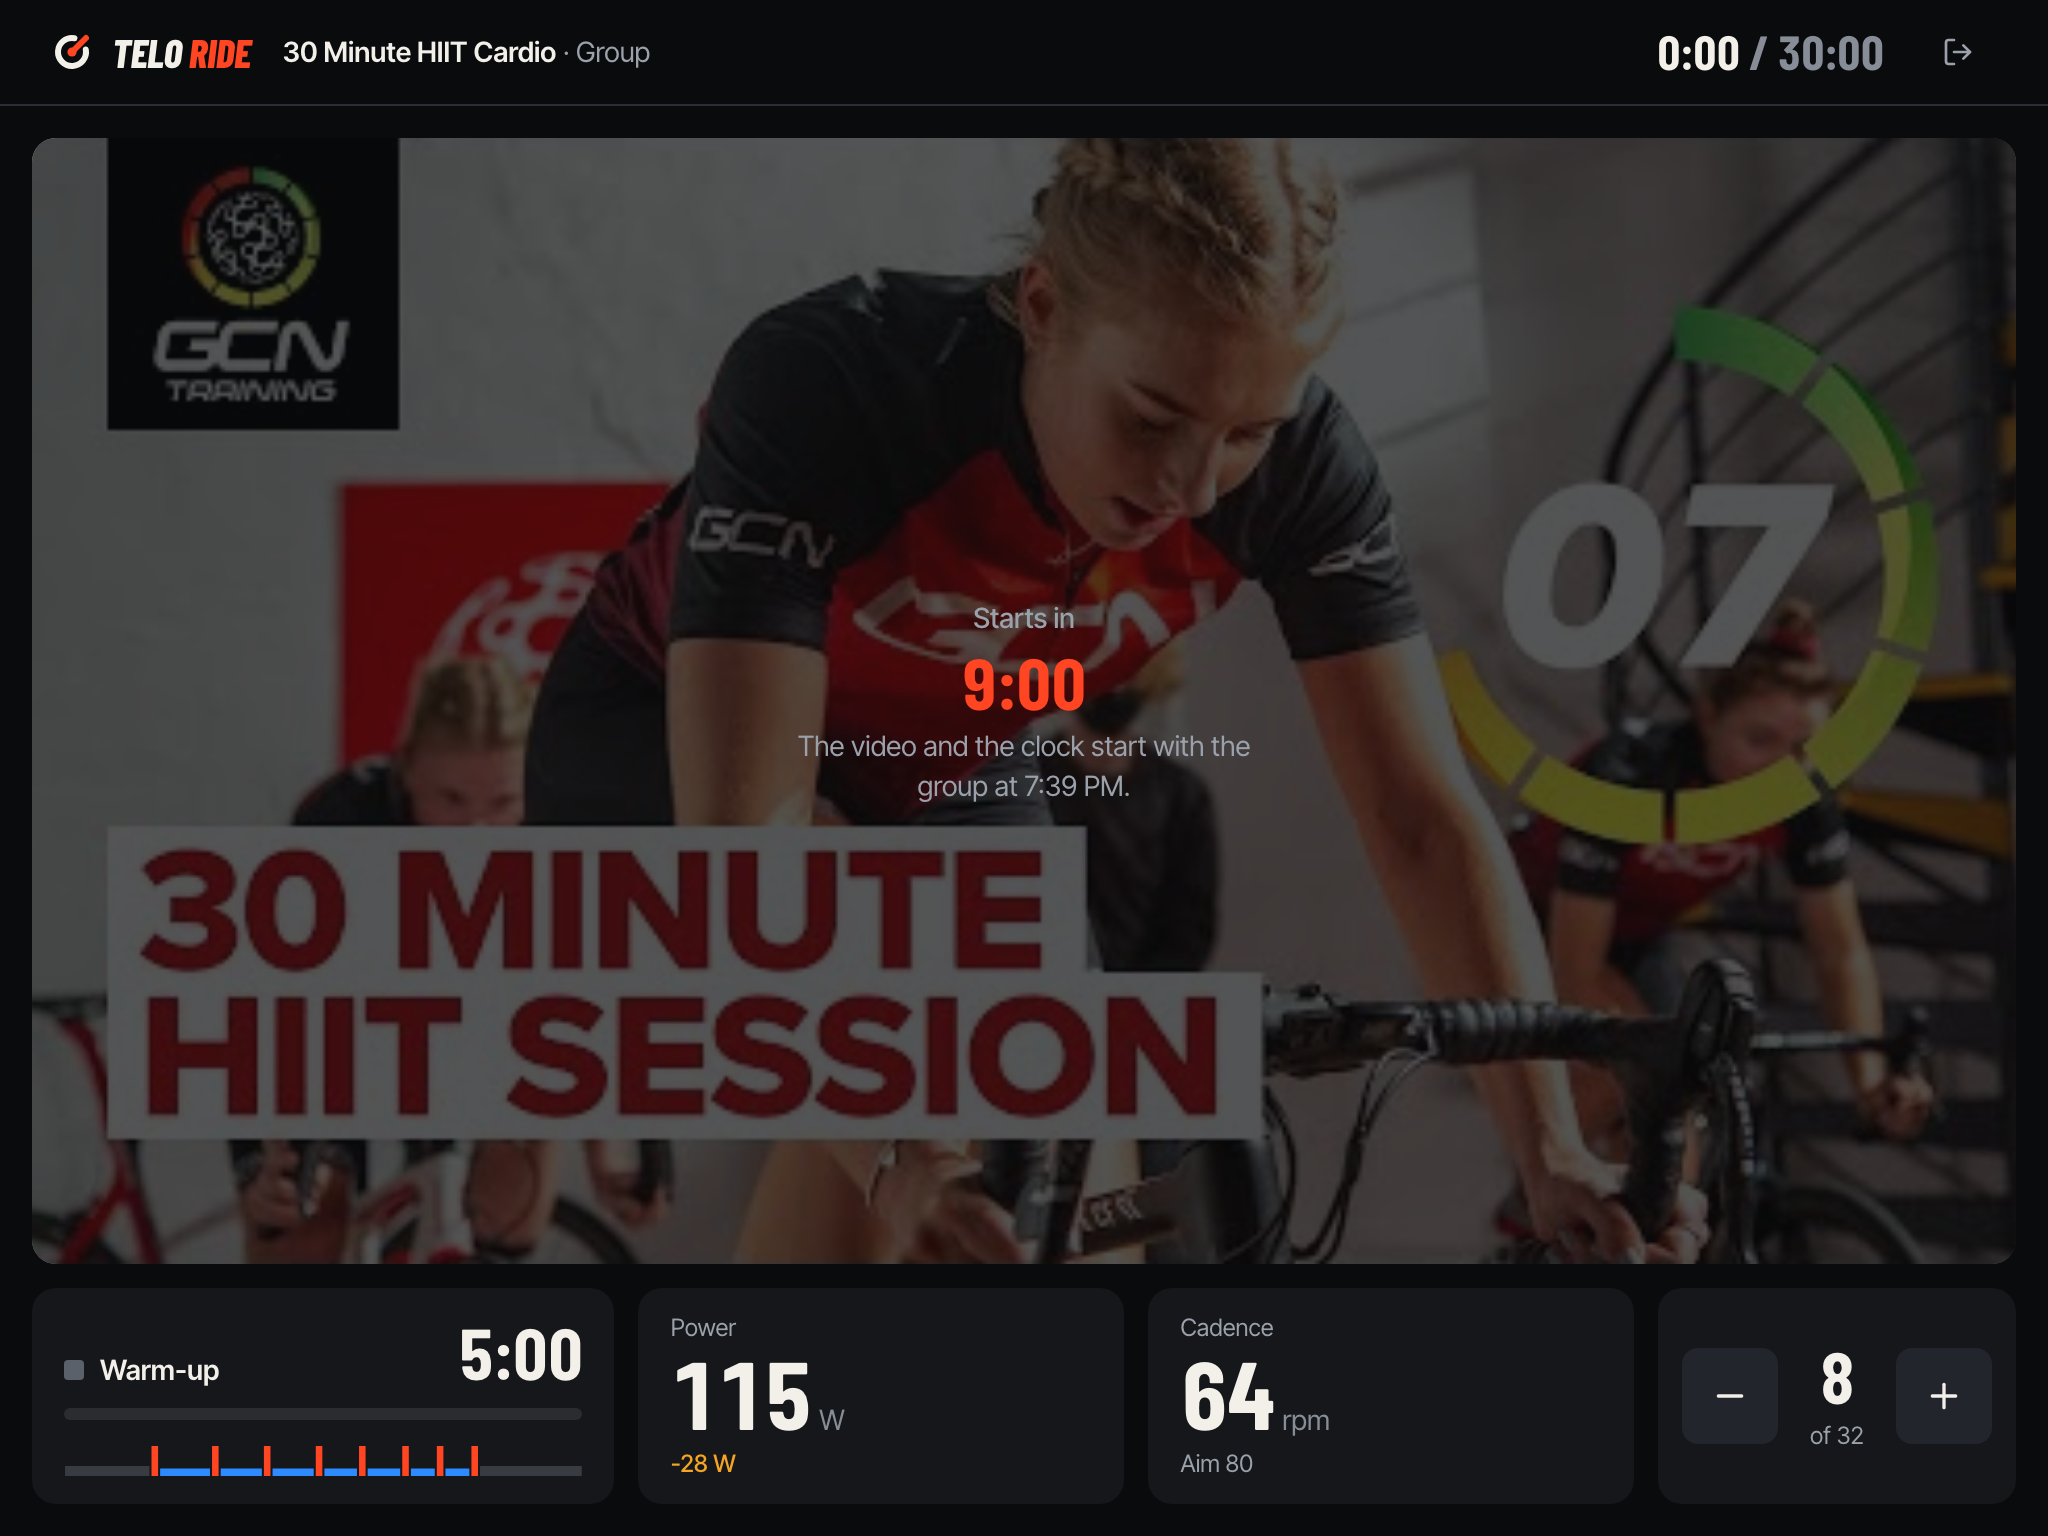 TELO RIDE 30 Minute HIIT Cardio · Group 0:00 / 30:00
GCN
TRAINING
GCN
GCN
07
Starts in
9:00
The video and the clock start with the
group at 7:39 PM.
30 MINUTE
HIIT SESSION
Warm-up 5:00
Power
115 W
-28 W
Cadence
64 rpm
Aim 80
8
of 32